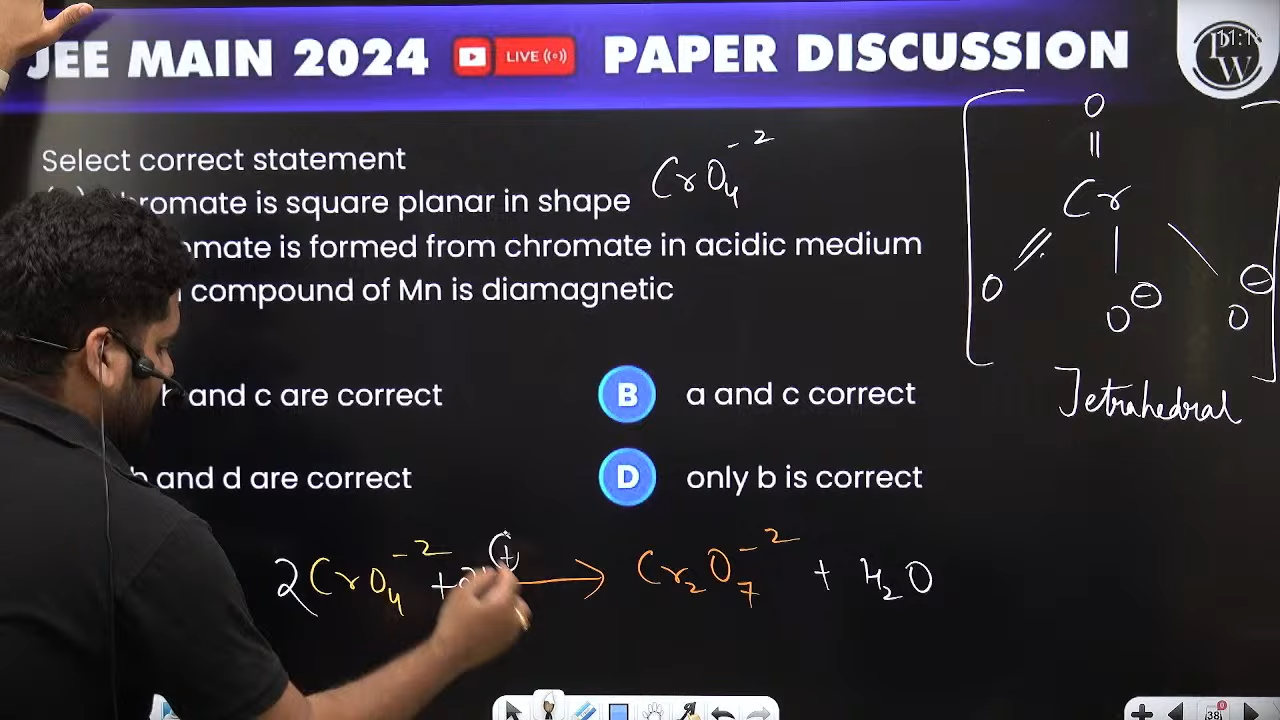 JEE MAIN 2024 LIVE PAPER DISCUSSION
PW
Select correct statement
chromate is square planar in shape
CrO₄⁻²
is formed from chromate in acidic medium
compound of Mn is diamagnetic
O
||
Cr
O O⊖ O⊖
Tetrahedral
b and c are correct
B a and c correct
b and d are correct
D only b is correct
2CrO₄⁻² + → Cr₂O₇⁻² + H₂O
38